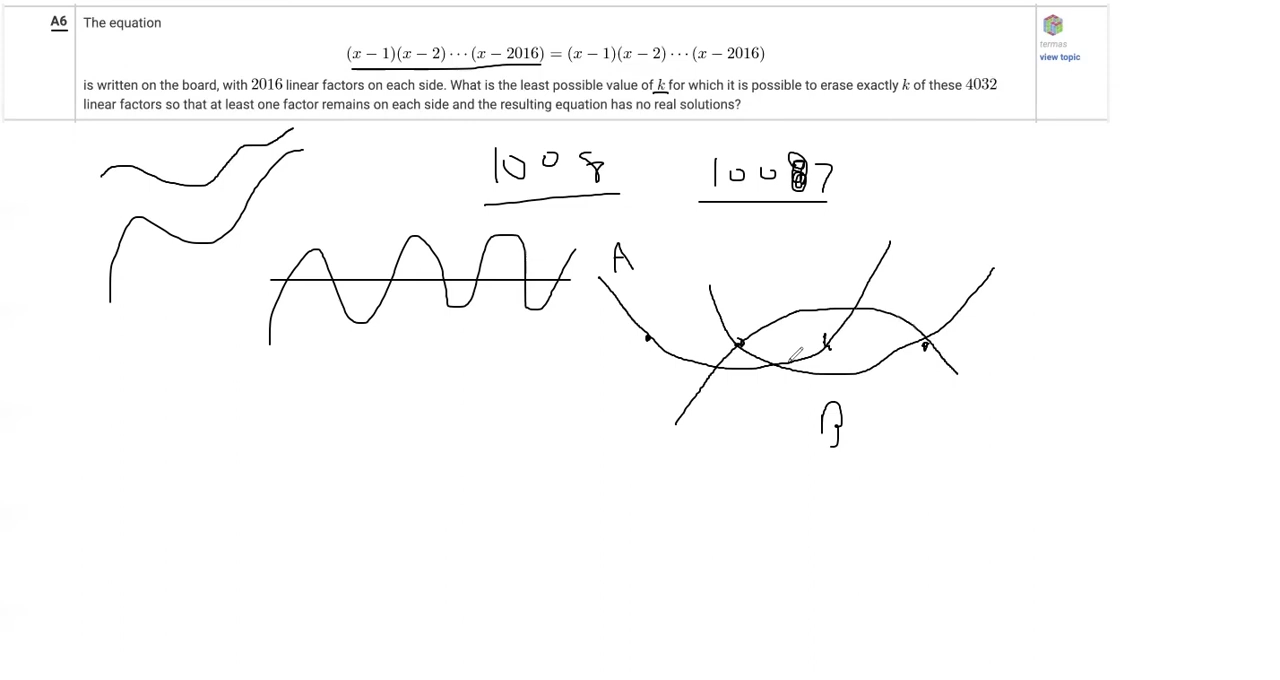 A6 The equation
(x − 1)(x − 2) · · · (x − 2016) = (x − 1)(x − 2) · · · (x − 2016)
is written on the board, with 2016 linear factors on each side. What is the least possible value of k for which it is possible to erase exactly k of these 4032
linear factors so that at least one factor remains on each side and the resulting equation has no real solutions?
termas
view topic
1008
1007
A
B